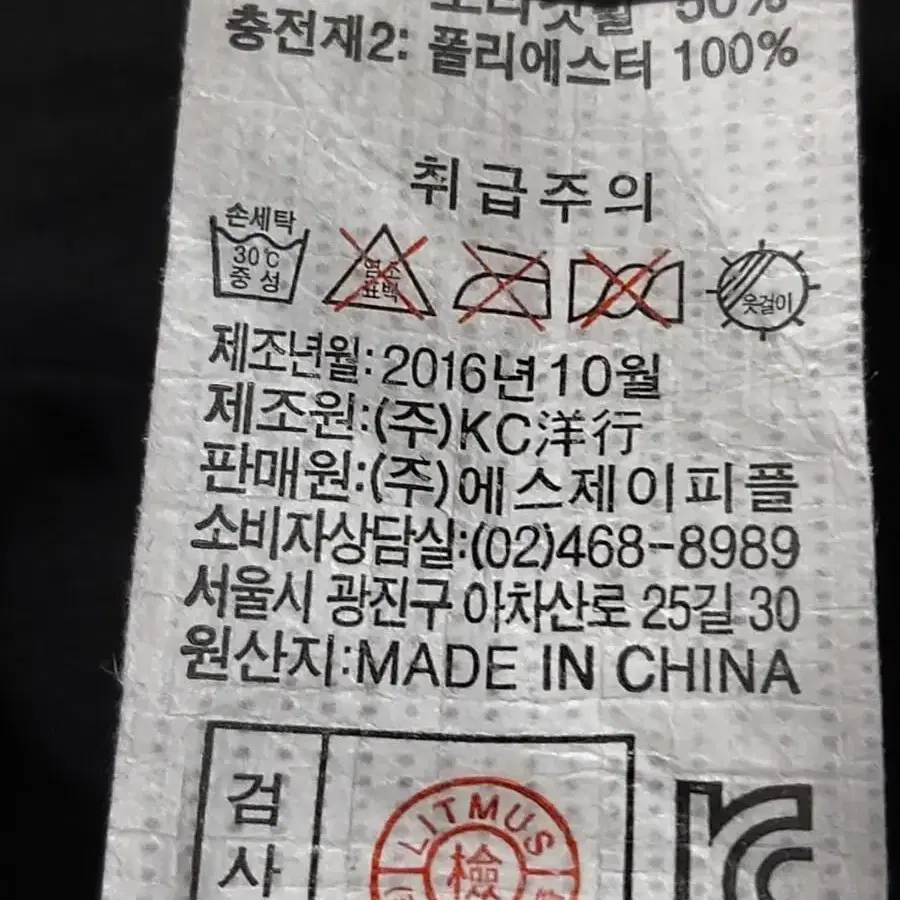 50%
충전재2: 폴리에스터 100%
취급주의
손세탁
30℃
중성
염소
표백
옷걸이
제조년월: 2016년 10월
제조원:(주)KC洋行
판매원:(주)에스제이피플
소비자상담실:(02)468-8989
서울시 광진구 아차산로 25길 30
원산지:MADE IN CHINA
검
사
LITMUS
檢